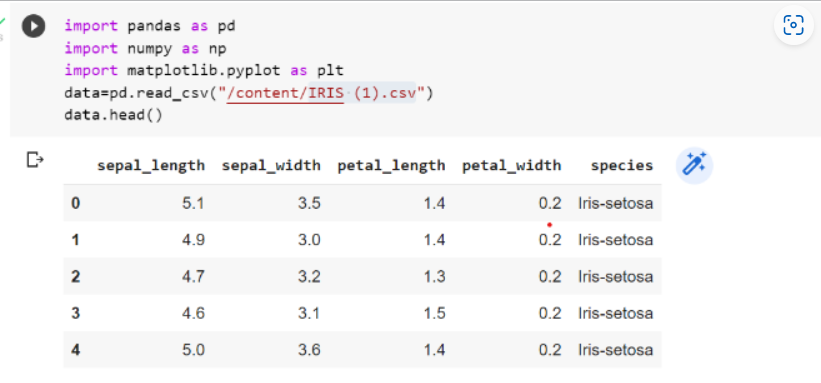 import pandas as pd
import numpy as np
import matplotlib.pyplot as plt
data=pd.read_csv("/content/IRIS (1).csv")
data.head()
sepal_length sepal_width petal_length petal_width species
0 5.1 3.5 1.4 0.2 Iris-setosa
1 4.9 3.0 1.4 0.2 Iris-setosa
2 4.7 3.2 1.3 0.2 Iris-setosa
3 4.6 3.1 1.5 0.2 Iris-setosa
4 5.0 3.6 1.4 0.2 Iris-setosa